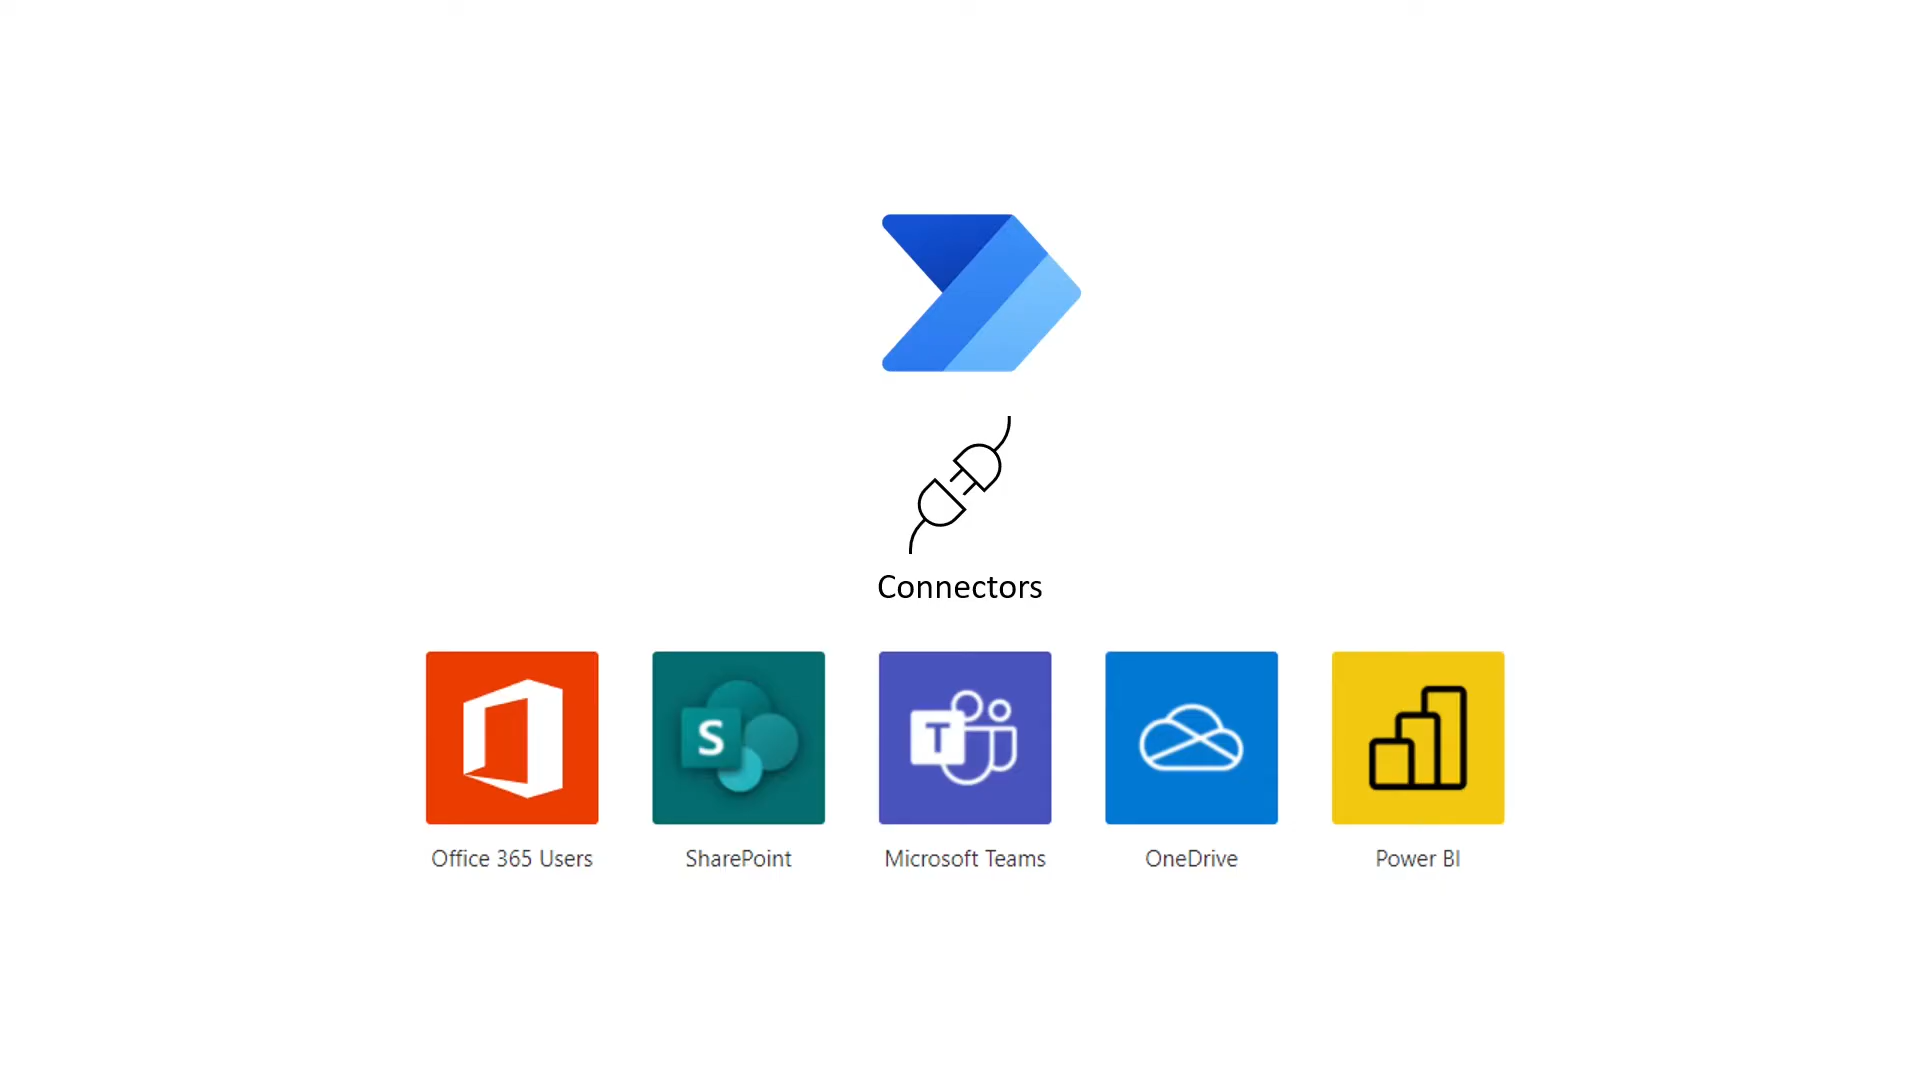 Connectors
S
T
Office 365 Users
SharePoint
Microsoft Teams
OneDrive
Power BI